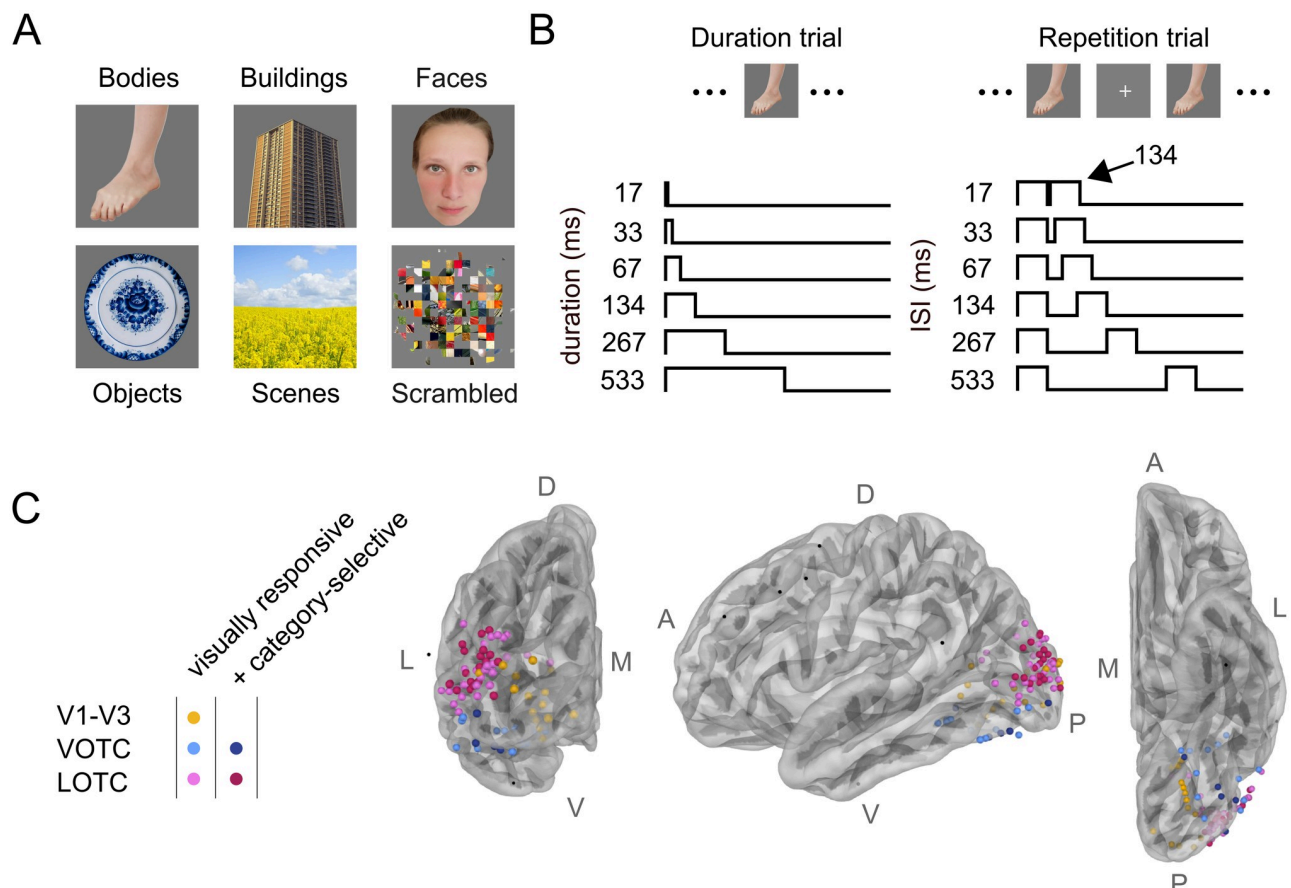 A
Bodies Buildings Faces
Objects Scenes Scrambled
B
Duration trial Repetition trial
... ... ... + ...
134
duration (ms)
17
33
67
134
267
533
ISI (ms)
17
33
67
134
267
533
C
visually responsive
+ category-selective
V1-V3
VOTC
LOTC
D
L M
V
D
A P
V
A
M L
P